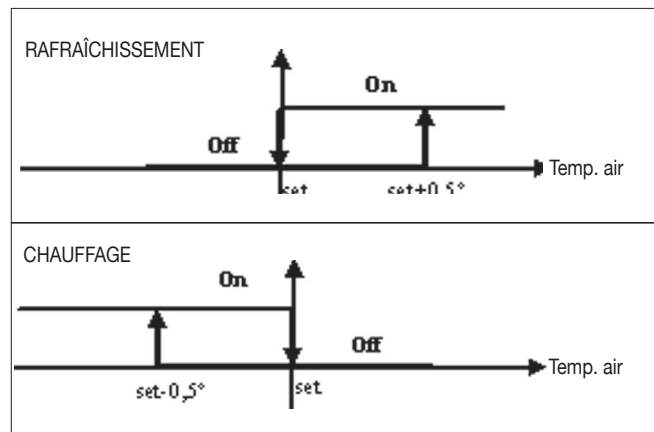 RAFRAÎCHISSEMENT
On
Off
Temp. air
set
set+0,5°
CHAUFFAGE
On
Off
Temp. air
set-0,5°
set